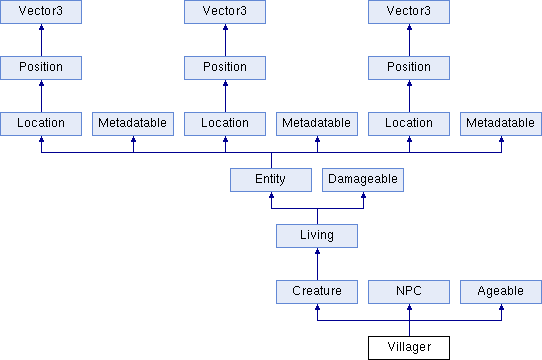 Vector3 Vector3 Vector3
Position Position Position
Location Metadatable Location Metadatable Location Metadatable
Entity Damageable
Living
Creature NPC Ageable
Villager